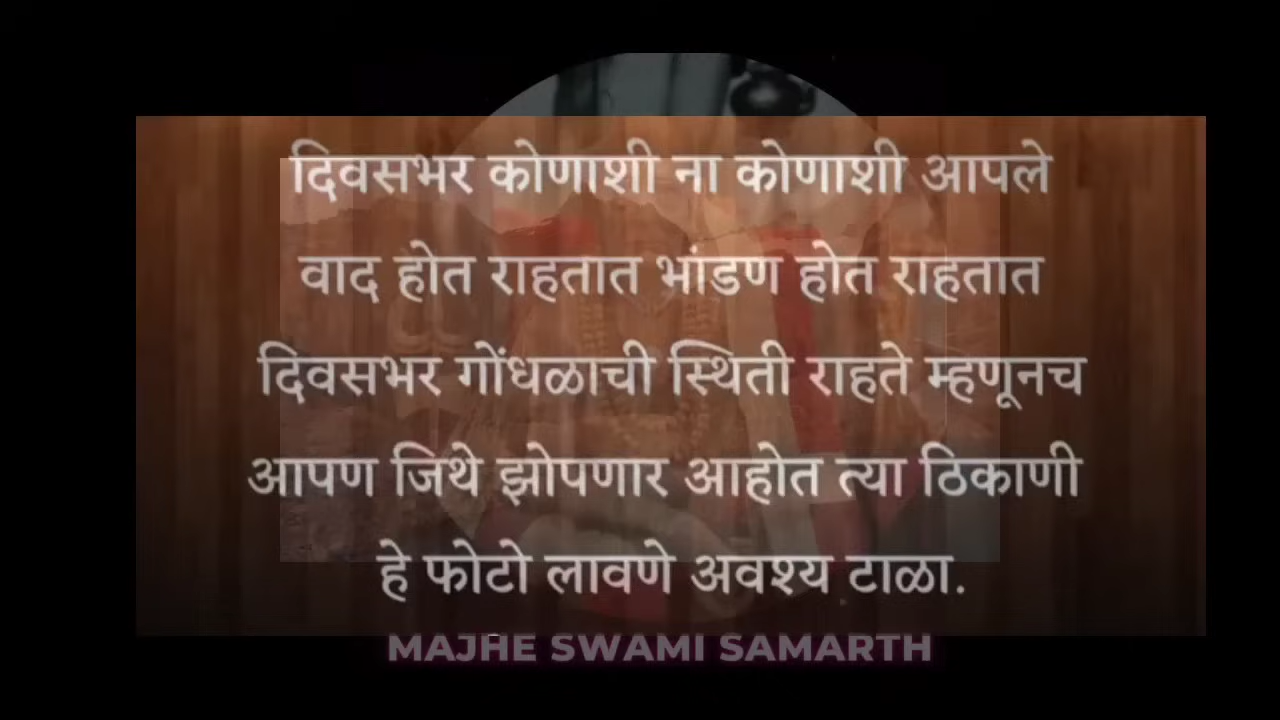 दिवसभर कोणाशी ना कोणाशी आपले
वाद होत राहतात भांडण होत राहतात
दिवसभर गोंधळाची स्थिती राहते म्हणूनच
आपण जिथे झोपणार आहोत त्या ठिकाणी
हे फोटो लावणे अवश्य टाळा.
MAJHE SWAMI SAMARTH